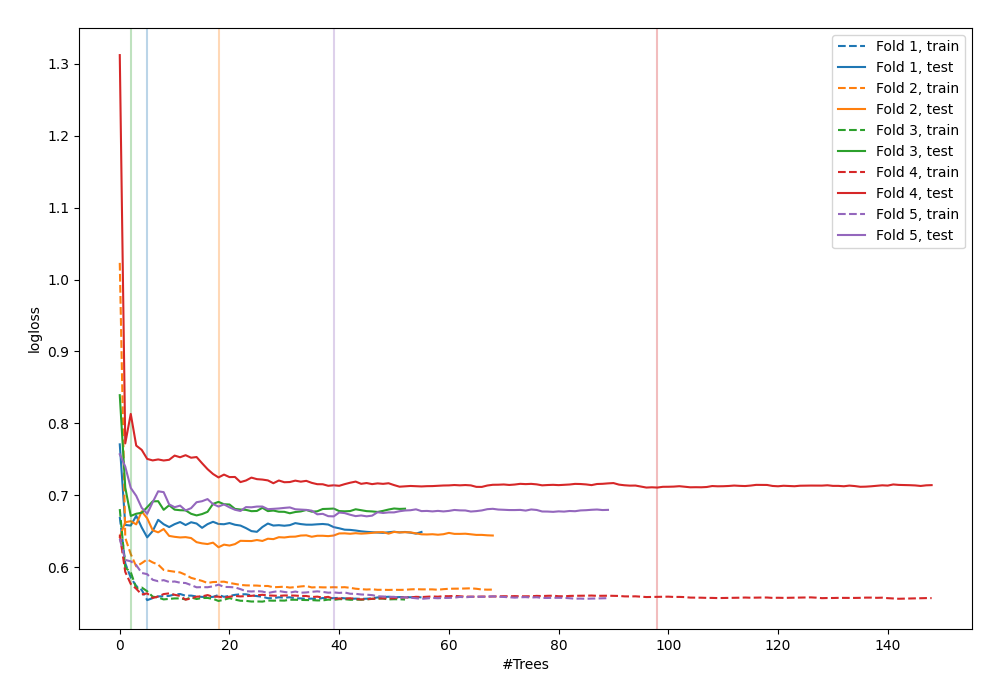 1.3
1.2
1.1
1.0
0.9
0.8
0.7
0.6
logloss
0 20 40 60 80 100 120 140
#Trees
Fold 1, train
Fold 1, test
Fold 2, train
Fold 2, test
Fold 3, train
Fold 3, test
Fold 4, train
Fold 4, test
Fold 5, train
Fold 5, test